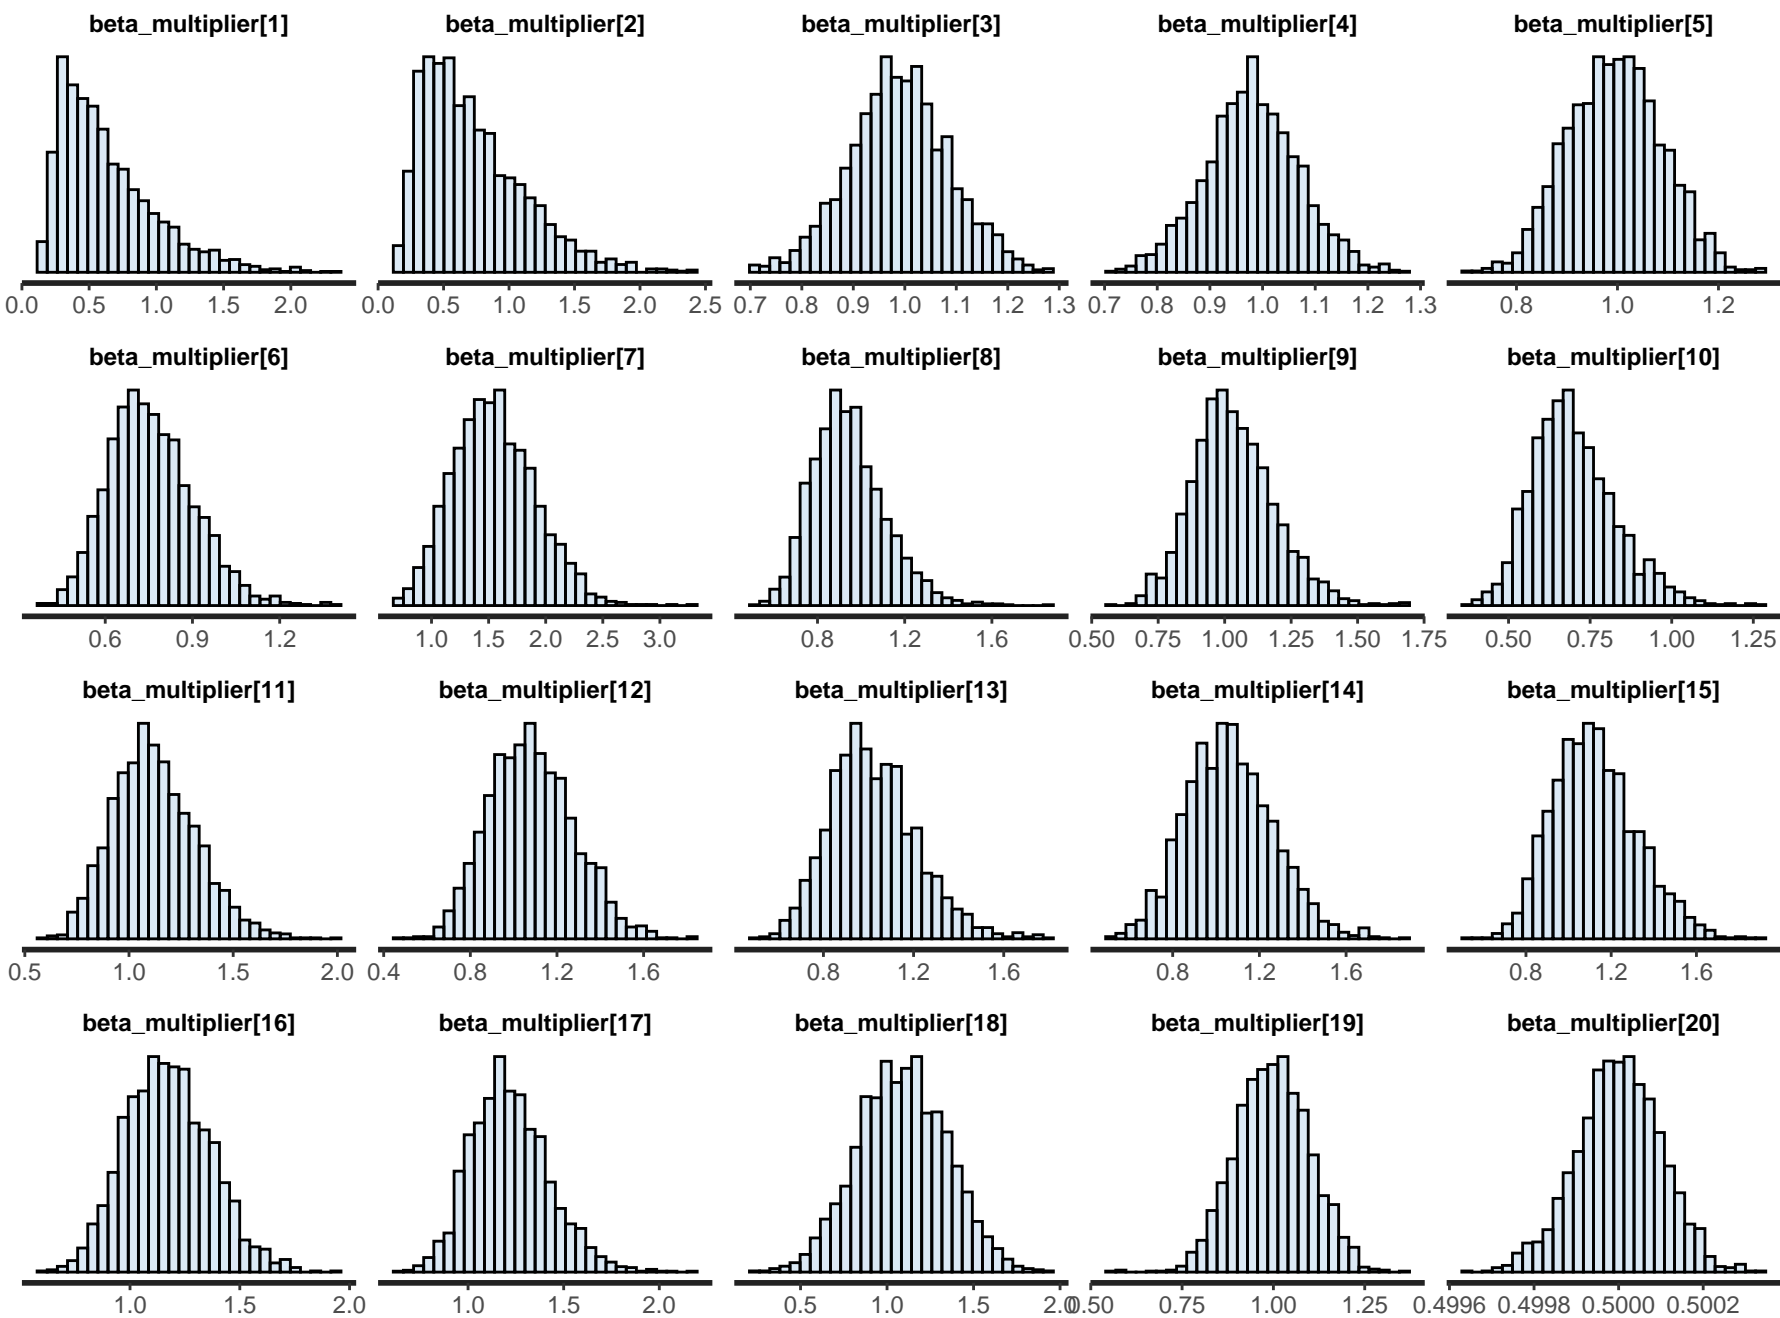 beta_multiplier[1] beta_multiplier[2] beta_multiplier[3] beta_multiplier[4] beta_multiplier[5]
0.0 0.5 1.0 1.5 2.0 0.0 0.5 1.0 1.5 2.0 2.5 0.7 0.8 0.9 1.0 1.1 1.2 1.3 0.7 0.8 0.9 1.0 1.1 1.2 1.3 0.8 1.0 1.2
beta_multiplier[6] beta_multiplier[7] beta_multiplier[8] beta_multiplier[9] beta_multiplier[10]
0.6 0.9 1.2 1.0 1.5 2.0 2.5 3.0 0.8 1.2 1.6 0.50 0.75 1.00 1.25 1.50 1.75 0.50 0.75 1.00 1.25
beta_multiplier[11] beta_multiplier[12] beta_multiplier[13] beta_multiplier[14] beta_multiplier[15]
0.5 1.0 1.5 2.0 0.4 0.8 1.2 1.6 0.8 1.2 1.6 0.8 1.2 1.6 0.8 1.2 1.6
beta_multiplier[16] beta_multiplier[17] beta_multiplier[18] beta_multiplier[19] beta_multiplier[20]
1.0 1.5 2.0 1.0 1.5 2.0 0.5 1.0 1.5 2.0 0.50 0.75 1.00 1.25 0.4996 0.4998 0.5000 0.5002